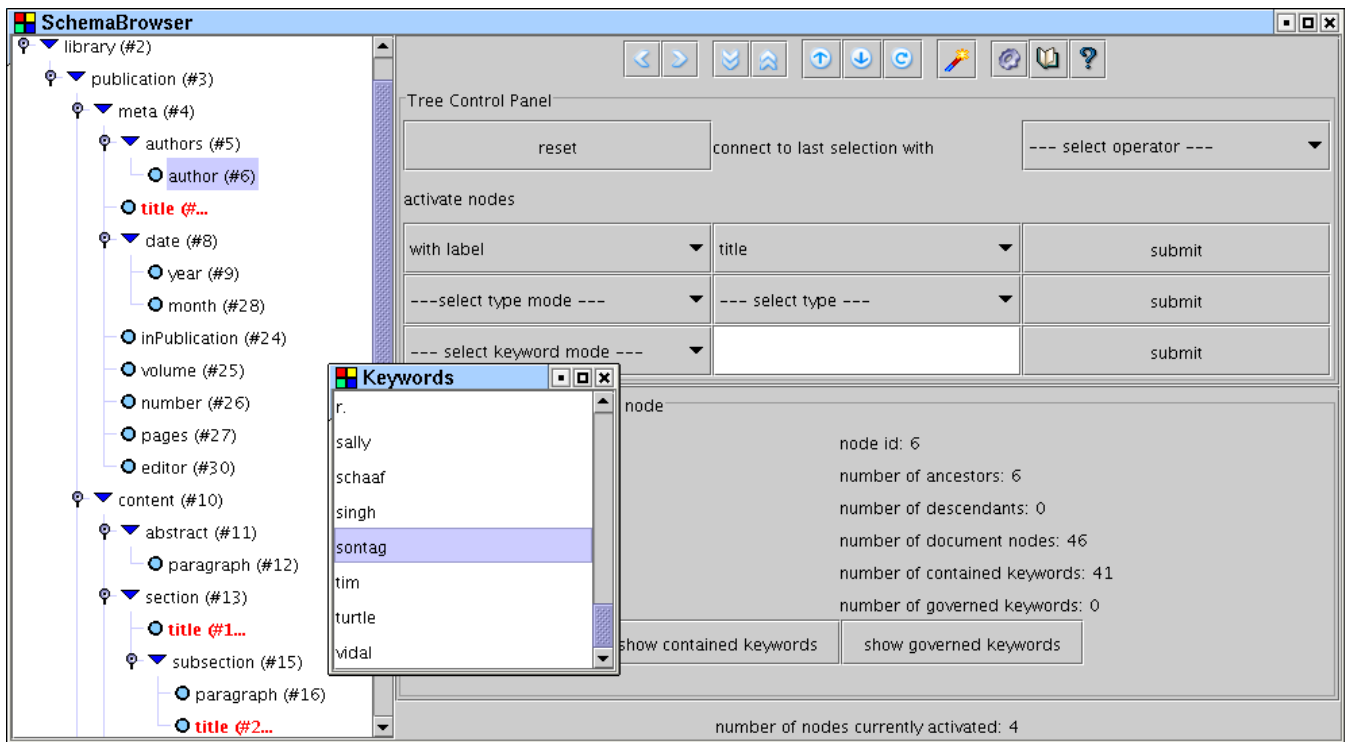 SchemaBrowser
library (#2)
publication (#3)
meta (#4)
authors (#5)
author (#6)
title (#...
date (#8)
year (#9)
month (#28)
inPublication (#24)
volume (#25)
number (#26)
pages (#27)
editor (#30)
content (#10)
abstract (#11)
paragraph (#12)
section (#13)
title (#1...
subsection (#15)
paragraph (#16)
title (#2...
Tree Control Panel
reset connect to last selection with --- select operator ---
activate nodes
with label title submit
---select type mode --- --- select type --- submit
--- select keyword mode --- submit
Keywords
r.
sally
schaaf
singh
sontag
tim
turtle
vidal
node
node id: 6
number of ancestors: 6
number of descendants: 0
number of document nodes: 46
number of contained keywords: 41
number of governed keywords: 0
show contained keywords show governed keywords
number of nodes currently activated: 4